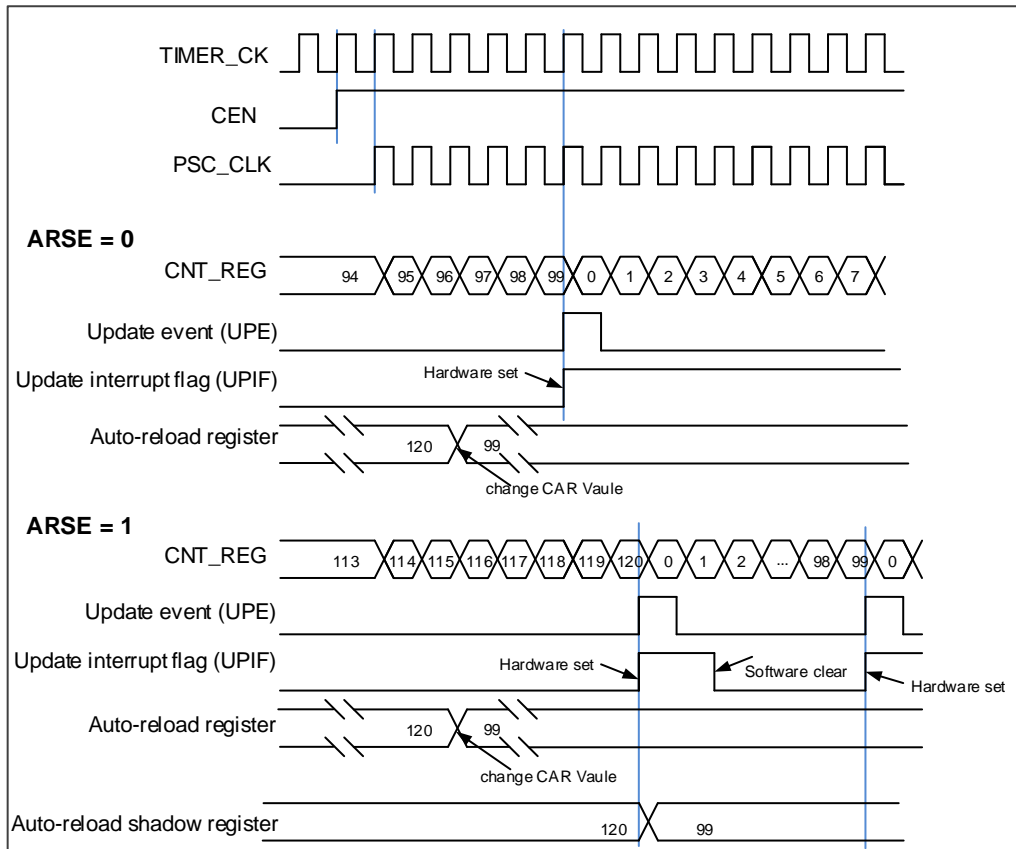 TIMER_CK
CEN
PSC_CLK
ARSE = 0
CNT_REG 94 95 96 97 98 99 0 1 2 3 4 5 6 7
Update event (UPE)
Update interrupt flag (UPIF) Hardware set
Auto-reload register 120 99
change CAR Vaule
ARSE = 1
CNT_REG 113 114 115 116 117 118 119 120 0 1 2 ... 98 99 0
Update event (UPE)
Update interrupt flag (UPIF) Hardware set Software clear Hardware set
Auto-reload register 120 99
change CAR Vaule
Auto-reload shadow register 120 99